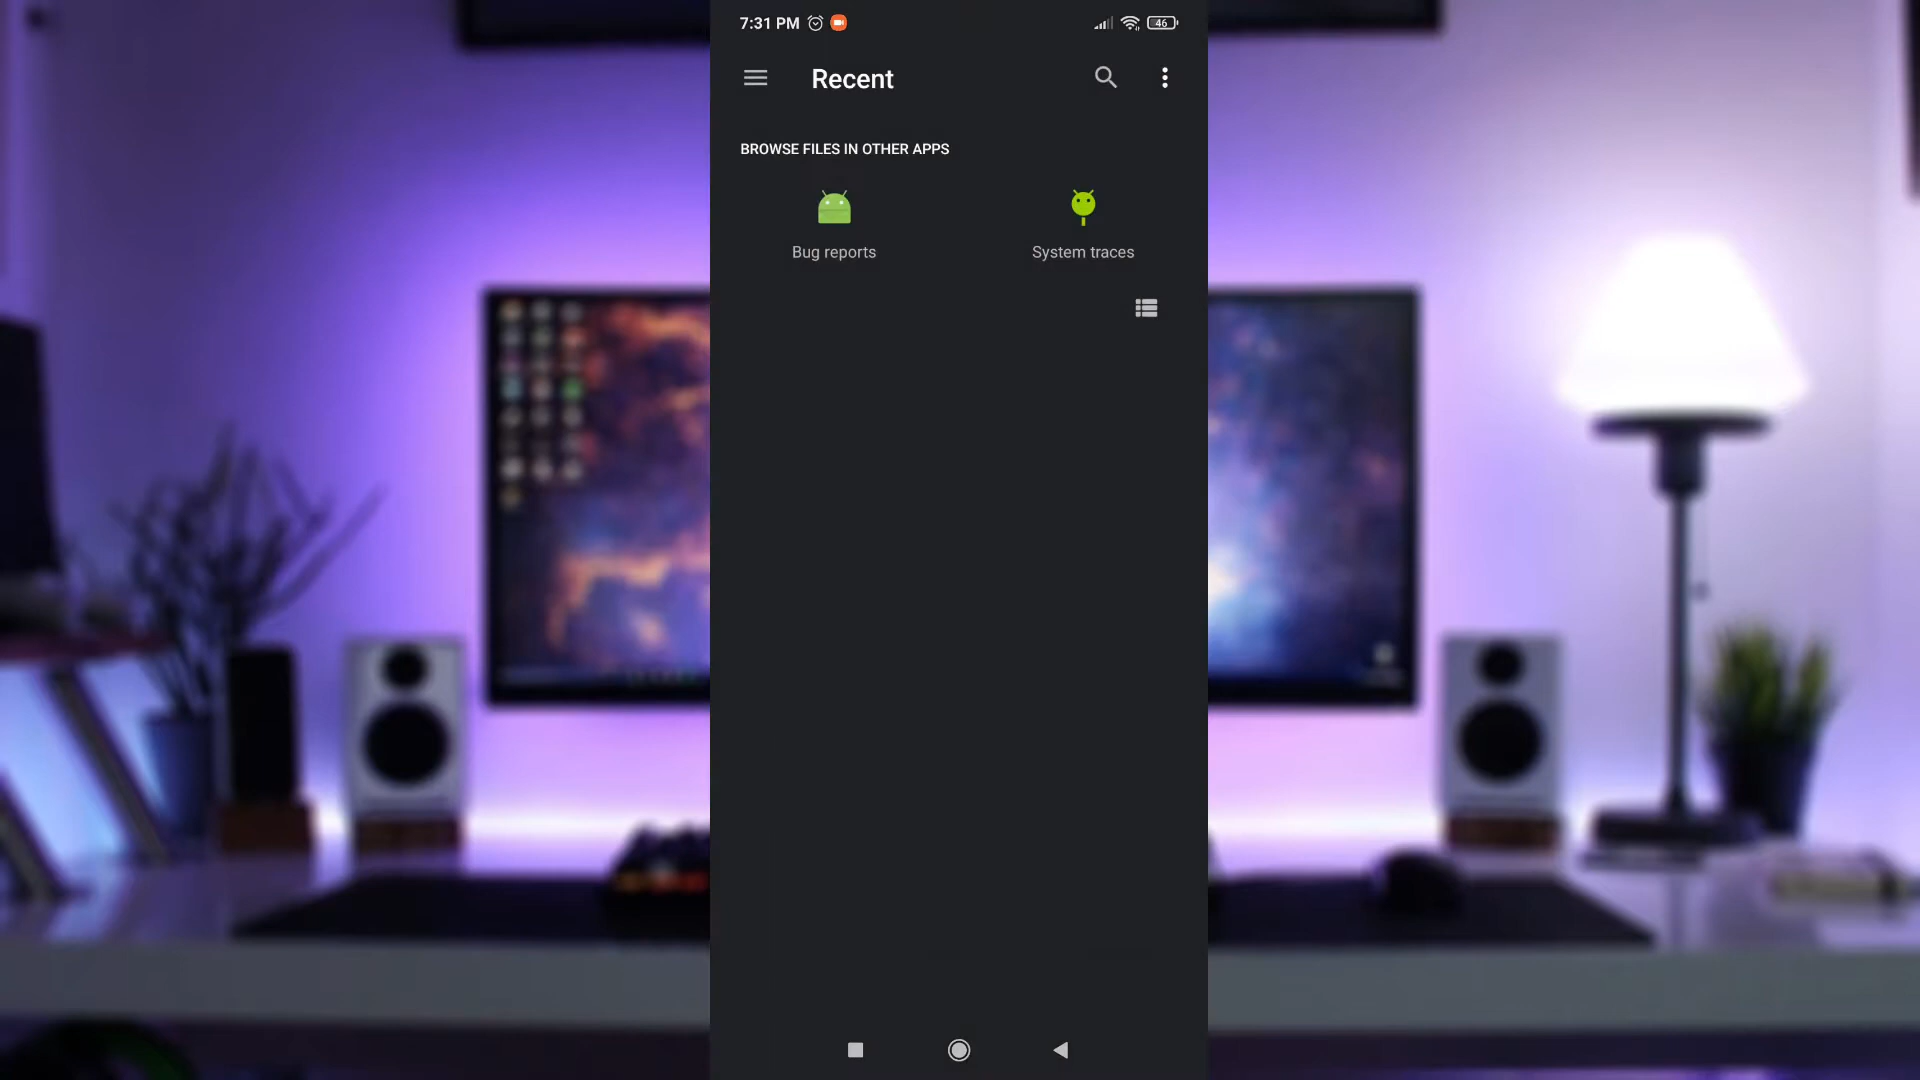 7:31 PM
46
Recent
BROWSE FILES IN OTHER APPS
Bug reports
System traces